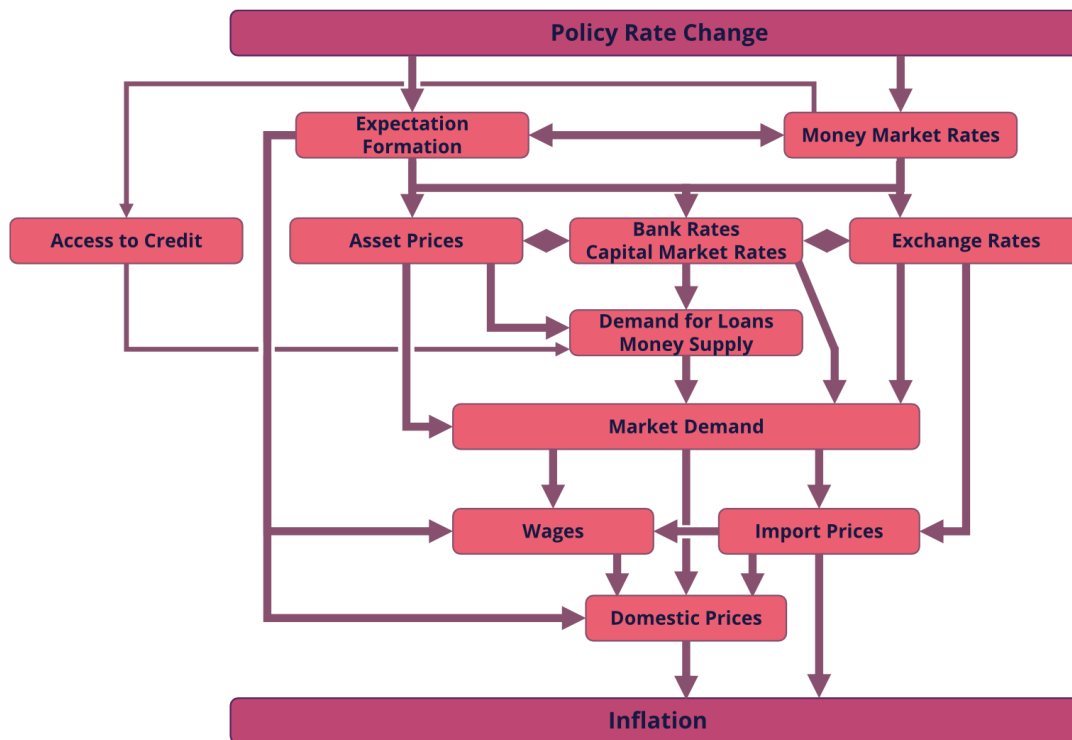 Policy Rate Change
Expectation
Formation
Money Market Rates
Access to Credit
Asset Prices
Bank Rates
Capital Market Rates
Exchange Rates
Demand for Loans
Money Supply
Market Demand
Wages
Import Prices
Domestic Prices
Inflation